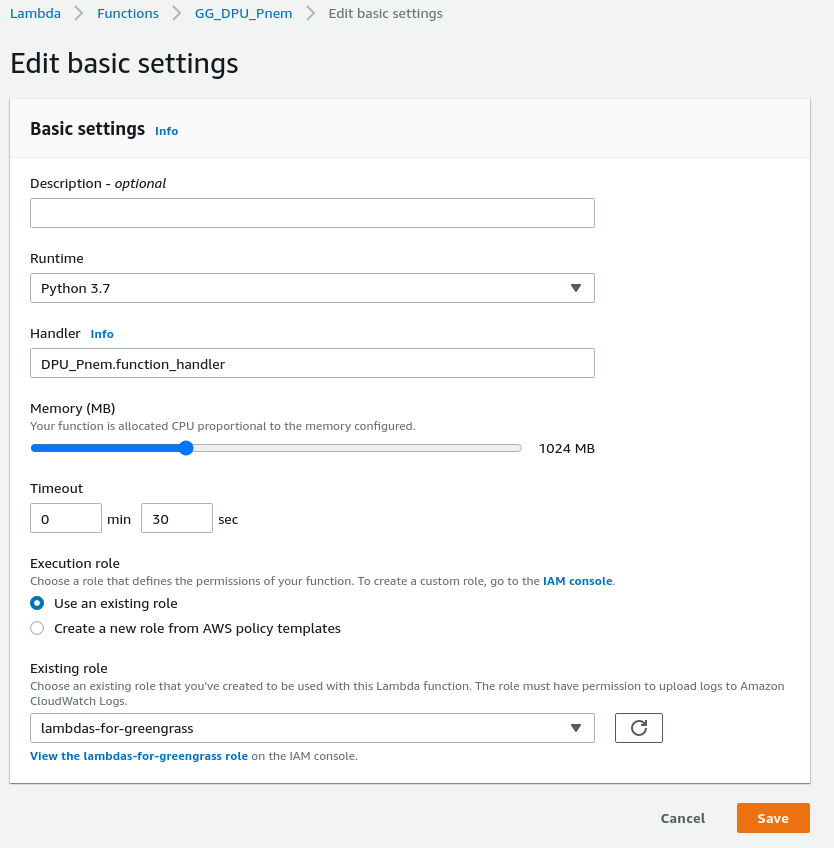 Lambda > Functions > GG_DPU_Pnem > Edit basic settings
Edit basic settings
Basic settings Info
Description - optional
Runtime
Python 3.7
Handler Info
DPU_Pnem.function_handler
Memory (MB)
Your function is allocated CPU proportional to the memory configured.
1024 MB
Timeout
0 min 30 sec
Execution role
Choose a role that defines the permissions of your function. To create a custom role, go to the IAM console.
Use an existing role
Create a new role from AWS policy templates
Existing role
Choose an existing role that you've created to be used with this Lambda function. The role must have permission to upload logs to Amazon
CloudWatch Logs.
lambdas-for-greengrass
View the lambdas-for-greengrass role on the IAM console.
Cancel Save